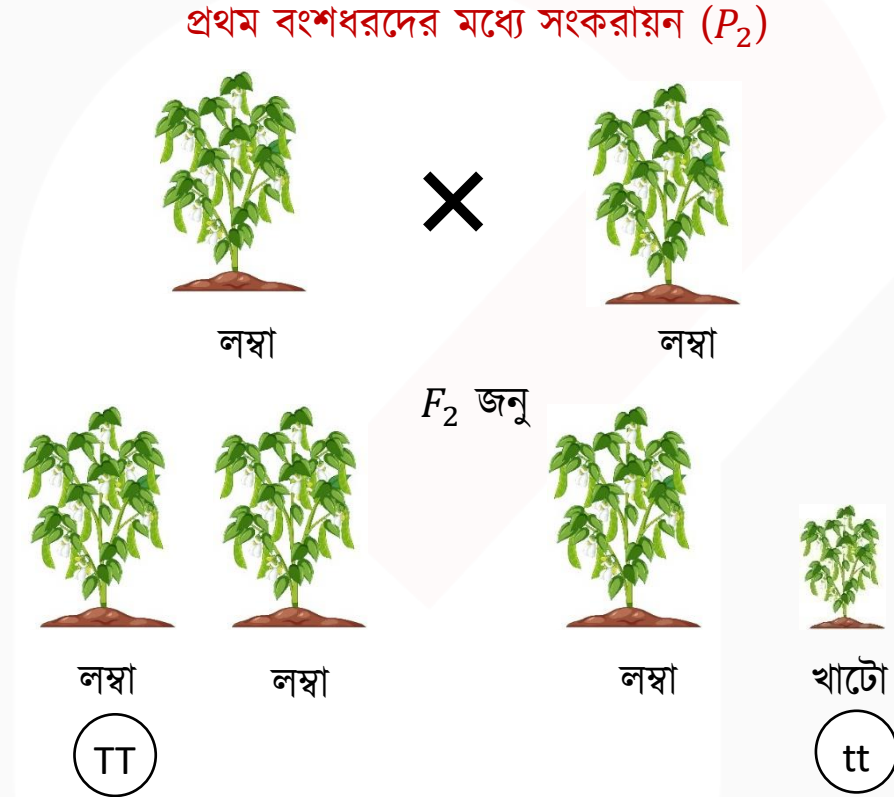 প্রথম বংশধরদের মধ্যে সংকরায়ন (P₂)
লম্বা লম্বা
F₂ জনু
লম্বা লম্বা লম্বা খাটো
TT tt